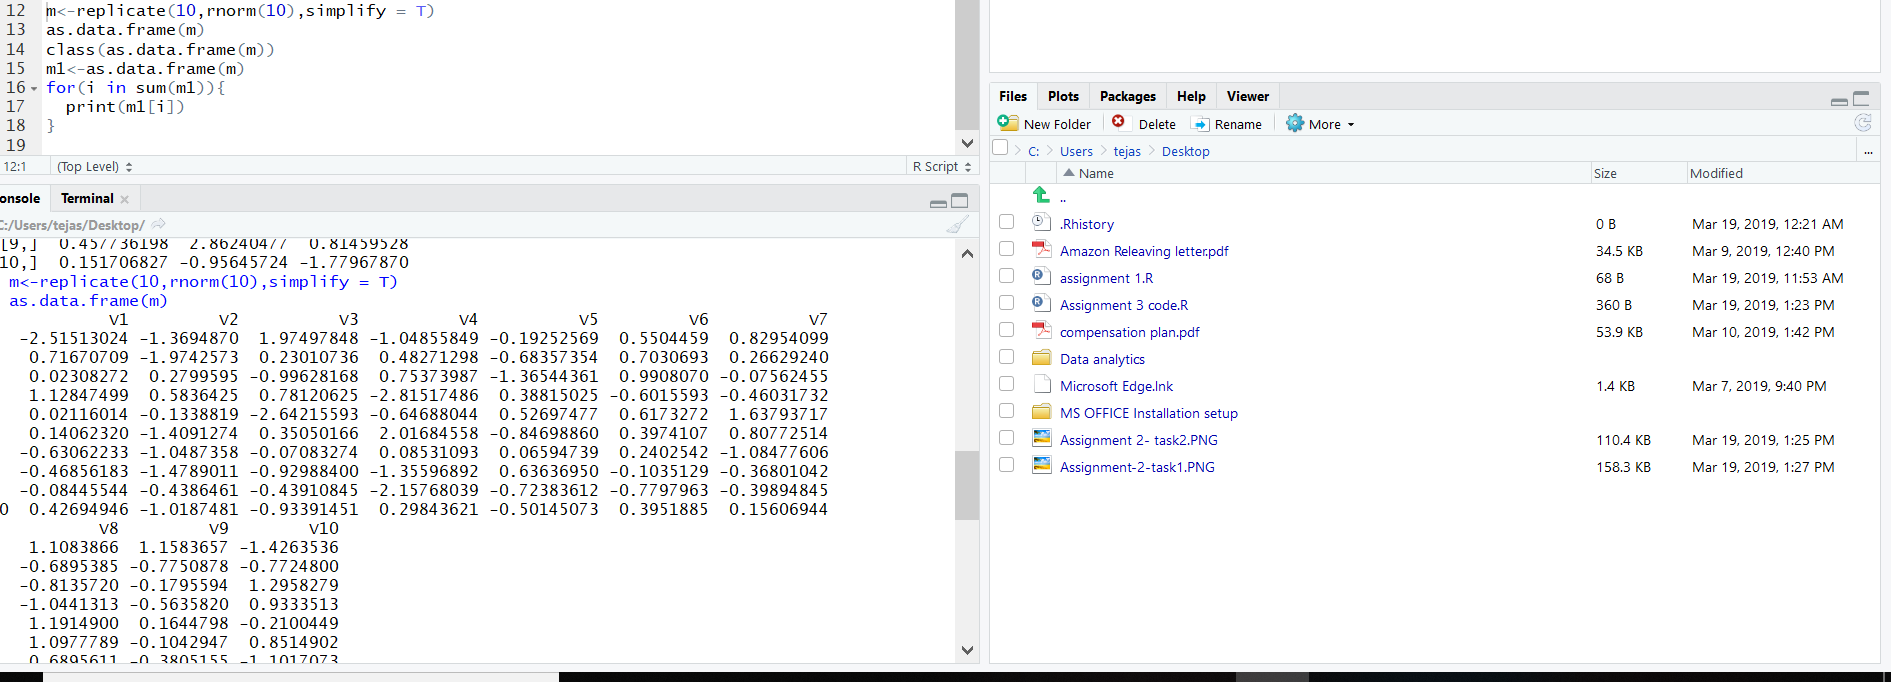 12 m<-replicate(10,rnorm(10),simplify = T)
13 as.data.frame(m)
14 class(as.data.frame(m))
15 m1<-as.data.frame(m)
16 for(i in sum(m1)){
17   print(m1[i])
18 }
19
12:1 (Top Level) R Script
onsole Terminal
C:/Users/tejas/Desktop/
[9,] 0.457736198 2.86240477 0.81459528
10,] 0.151706827 -0.95645724 -1.77967870
m<-replicate(10,rnorm(10),simplify = T)
as.data.frame(m)
V1 V2 V3 V4 V5 V6 V7
-2.51513024 -1.3694870 1.97497848 -1.04855849 -0.19252569 0.5504459 0.82954099
0.71670709 -1.9742573 0.23010736 0.48271298 -0.68357354 0.7030693 0.26629240
0.02308272 0.2799595 -0.99628168 0.75373987 -1.36544361 0.9908070 -0.07562455
1.12847499 0.5836425 0.78120625 -2.81517486 0.38815025 -0.6015593 -0.46031732
0.02116014 -0.1338819 -2.64215593 -0.64688044 0.52697477 0.6173272 1.63793717
0.14062320 -1.4091274 0.35050166 2.01684558 -0.84698860 0.3974107 0.80772514
-0.63062233 -1.0487358 -0.07083274 0.08531093 0.06594739 0.2402542 -1.08477606
-0.46856183 -1.4789011 -0.92988400 -1.35596892 0.63636950 -0.1035129 -0.36801042
-0.08445544 -0.4386461 -0.43910845 -2.15768039 -0.72383612 -0.7797963 -0.39894845
0 0.42694946 -1.0187481 -0.93391451 0.29843621 -0.50145073 0.3951885 0.15606944
V8 V9 V10
1.1083866 1.1583657 -1.4263536
-0.6895385 -0.7750878 -0.7724800
-0.8135720 -0.1795594 1.2958279
-1.0441313 -0.5635820 0.9333513
1.1914900 0.1644798 -0.2100449
1.0977789 -0.1042947 0.8514902
0.6895611 -0.3805155 -1.1017073
Files Plots Packages Help Viewer
New Folder Delete Rename More
C: Users tejas Desktop ...
Name Size Modified
..
.Rhistory 0 B Mar 19, 2019, 12:21 AM
Amazon Releaving letter.pdf 34.5 KB Mar 9, 2019, 12:40 PM
assignment 1.R 68 B Mar 19, 2019, 11:53 AM
Assignment 3 code.R 360 B Mar 19, 2019, 1:23 PM
compensation plan.pdf 53.9 KB Mar 10, 2019, 1:42 PM
Data analytics
Microsoft Edge.lnk 1.4 KB Mar 7, 2019, 9:40 PM
MS OFFICE Installation setup
Assignment 2- task2.PNG 110.4 KB Mar 19, 2019, 1:25 PM
Assignment-2-task1.PNG 158.3 KB Mar 19, 2019, 1:27 PM